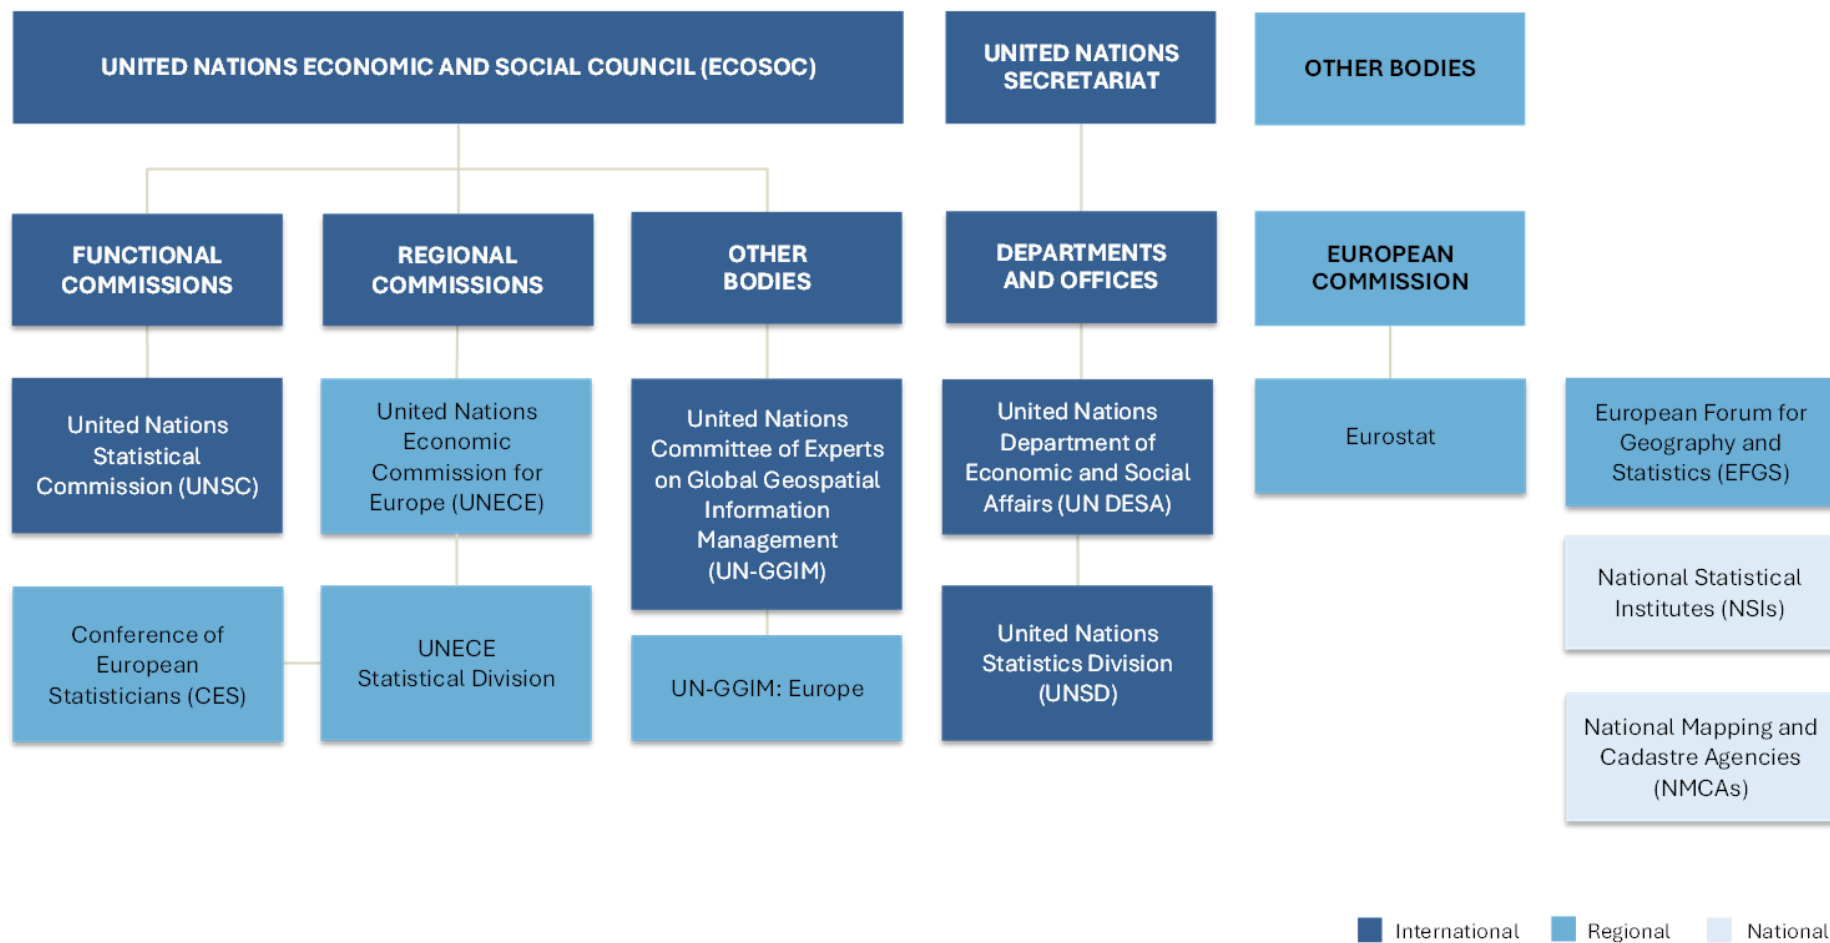 UNITED NATIONS ECONOMIC AND SOCIAL COUNCIL (ECOSOC)
UNITED NATIONS
SECRETARIAT
OTHER BODIES
FUNCTIONAL
COMMISSIONS
REGIONAL
COMMISSIONS
OTHER
BODIES
DEPARTMENTS
AND OFFICES
EUROPEAN
COMMISSION
United Nations
Statistical
Commission (UNSC)
United Nations
Economic
Commission for
Europe (UNECE)
United Nations
Committee of Experts
on Global Geospatial
Information
Management
(UN-GGIM)
United Nations
Department of
Economic and Social
Affairs (UN DESA)
Eurostat
European Forum for
Geography and
Statistics (EFGS)
National Statistical
Institutes (NSIs)
Conference of
European
Statisticians (CES)
UNECE
Statistical Division
UN-GGIM: Europe
United Nations
Statistics Division
(UNSD)
National Mapping and
Cadastre Agencies
(NMCAs)
International
Regional
National